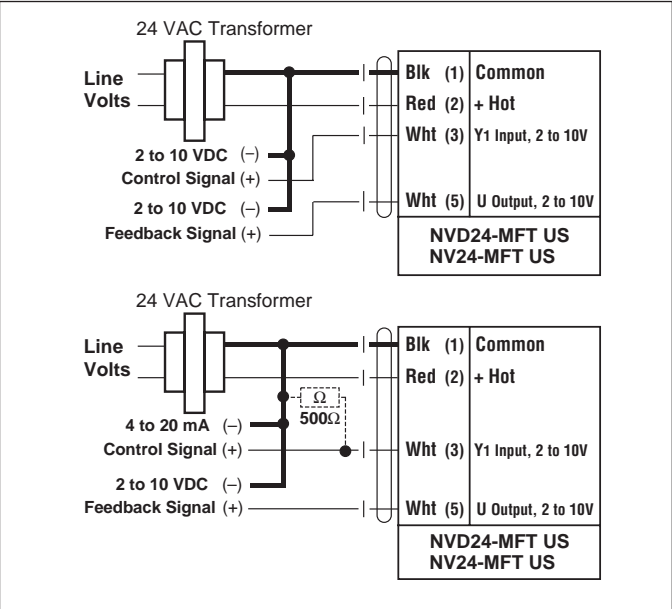 24 VAC Transformer
Line
Volts
Blk (1) Common
Red (2) + Hot
Wht (3) Y1 Input, 2 to 10V
2 to 10 VDC (–)
Control Signal (+)
2 to 10 VDC (–)
Wht (5) U Output, 2 to 10V
Feedback Signal (+)
NVD24-MFT US
NV24-MFT US
24 VAC Transformer
Line
Volts
Blk (1) Common
Red (2) + Hot
Ω
500Ω
4 to 20 mA (–)
Control Signal (+)
Wht (3) Y1 Input, 2 to 10V
2 to 10 VDC (–)
Feedback Signal (+)
Wht (5) U Output, 2 to 10V
NVD24-MFT US
NV24-MFT US